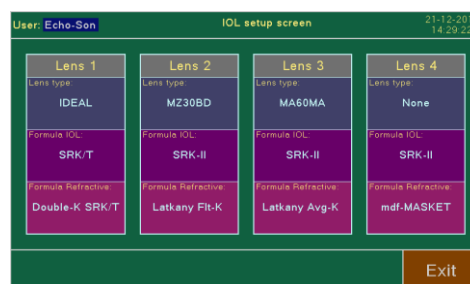 User: Echo-Son IOL setup screen 21-12-201
14:29:22
Lens 1 Lens 2 Lens 3 Lens 4
Lens type: Lens type: Lens type: Lens type:
IDEAL MZ30BD MA60MA None
Formula IOL: Formula IOL: Formula IOL: Formula IOL:
SRK/T SRK-II SRK-II SRK-II
Formula Refractive: Formula Refractive: Formula Refractive: Formula Refractive:
Double-K SRK/T Latkany Flt-K Latkany Avg-K mdf-MASKET
Exit